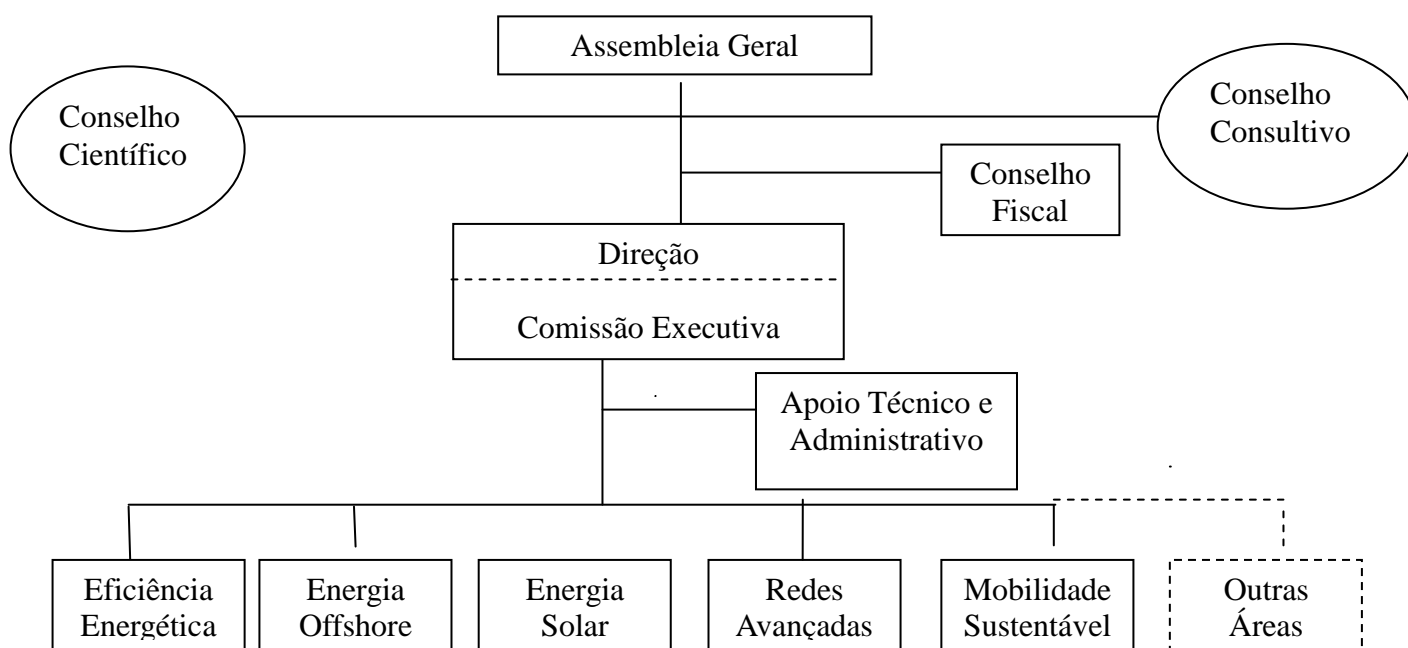 Assembleia Geral
Conselho
Científico
Conselho
Consultivo
Conselho
Fiscal
Direção
Comissão Executiva
Apoio Técnico e
Administrativo
Eficiência
Energética
Energia
Offshore
Energia
Solar
Redes
Avançadas
Mobilidade
Sustentável
Outras
Áreas